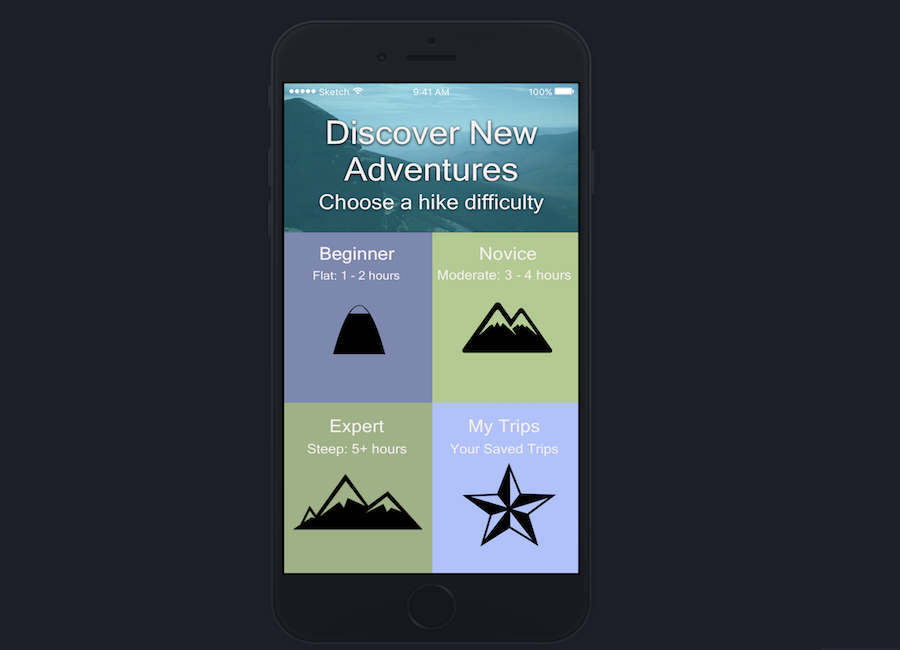 Sketch 9:41 AM 100%
Discover New
Adventures
Choose a hike difficulty
Beginner
Flat: 1 - 2 hours
Novice
Moderate: 3 - 4 hours
Expert
Steep: 5+ hours
My Trips
Your Saved Trips